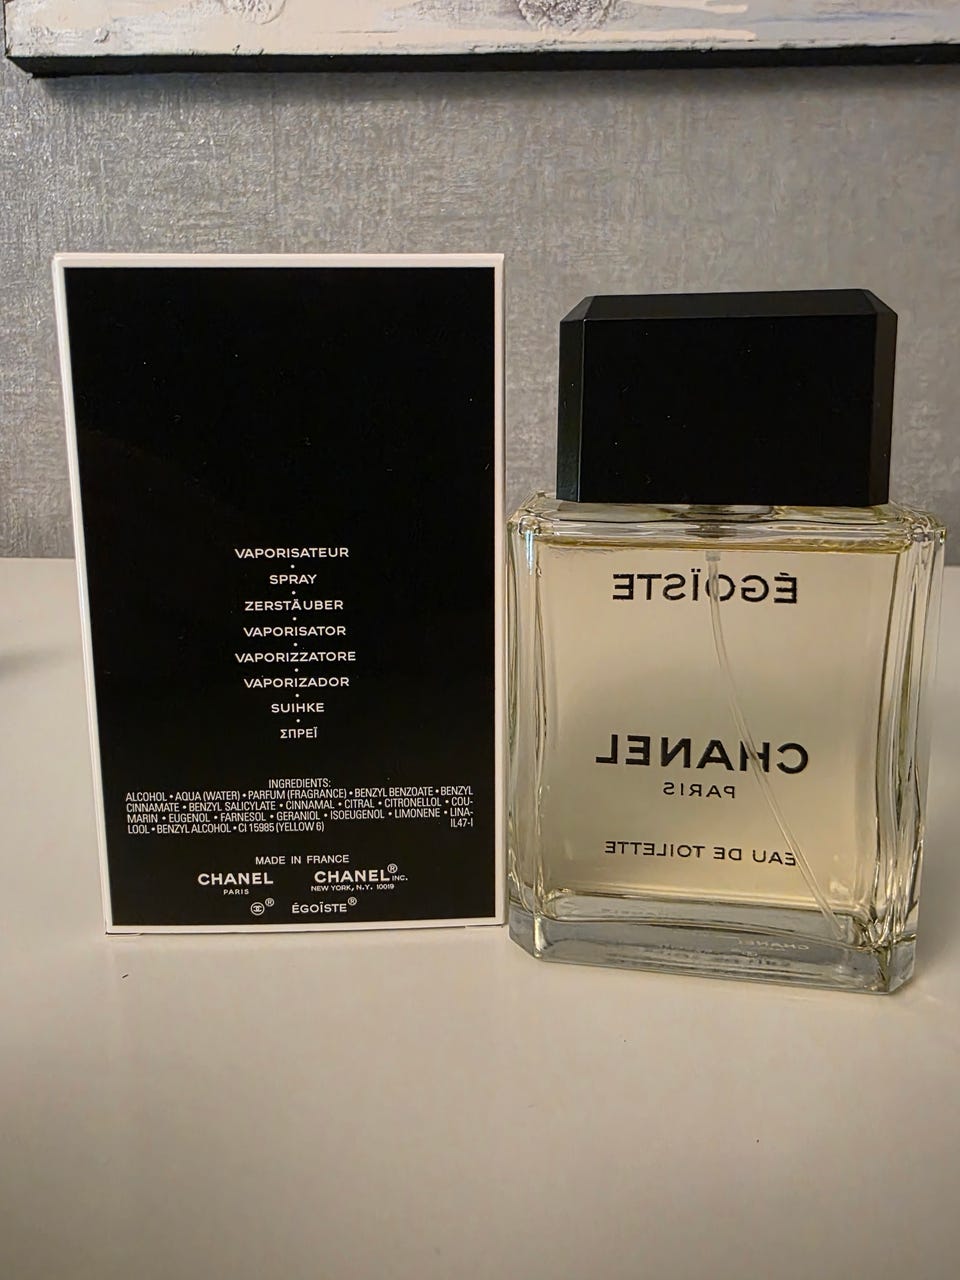 VAPORISATEUR
•
SPRAY
•
ZERSTÄUBER
•
VAPORISATOR
•
VAPORIZZATORE
•
VAPORIZADOR
•
SUIHKE
•
ΣΠΡΕΪ
INGREDIENTS:
ALCOHOL • AQUA (WATER) • PARFUM (FRAGRANCE) • BENZYL BENZOATE • BENZYL
CINNAMATE • BENZYL SALICYLATE • CINNAMAL • CITRAL • CITRONELLOL • COU-
MARIN • EUGENOL • FARNESOL • GERANIOL • ISOEUGENOL • LIMONENE • LINA-
LOOL • BENZYL ALCOHOL • CI 15985 (YELLOW 6) IL47-I
MADE IN FRANCE
CHANEL CHANEL® INC.
PARIS NEW YORK, N.Y. 10019
® ÉGOÏSTE®
ÉGOÏSTE
CHANEL
PARIS
EAU DE TOILETTE
CHANEL